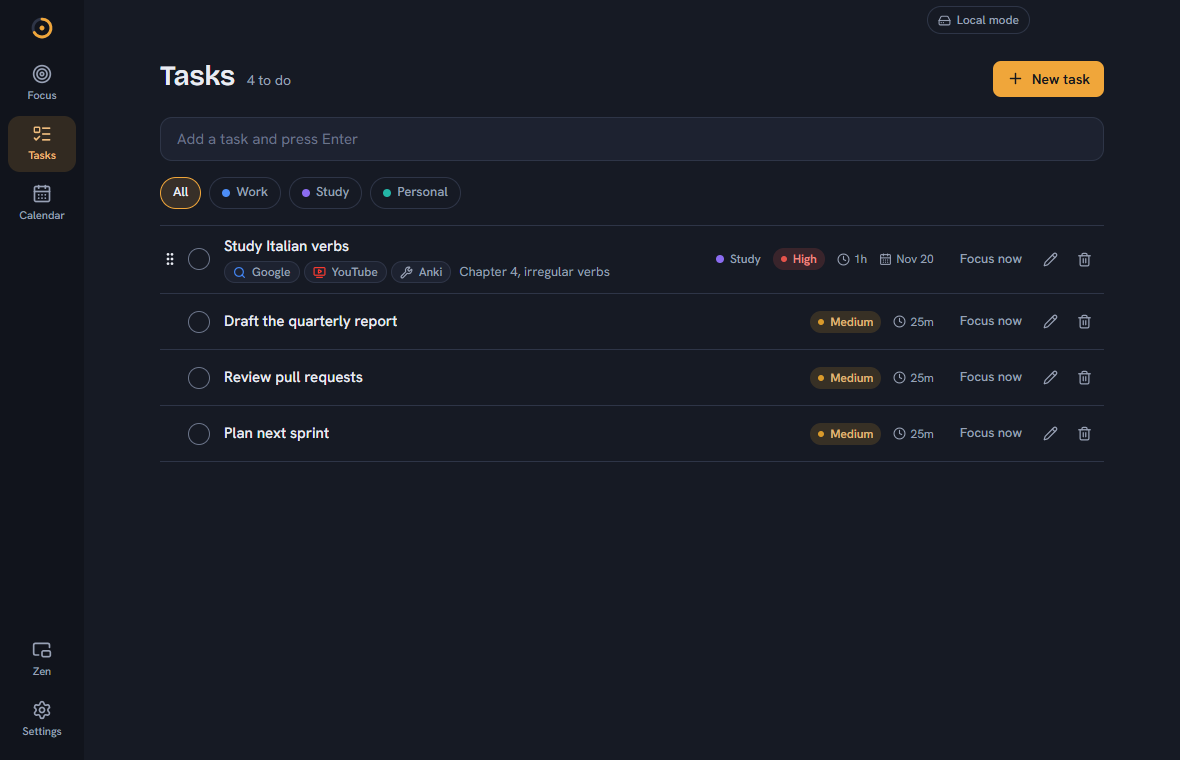 Local mode
Focus
Tasks
Calendar
Zen
Settings
Tasks 4 to do
New task
Add a task and press Enter
All Work Study Personal
Study Italian verbs
Google YouTube Anki Chapter 4, irregular verbs
Study High 1h Nov 20 Focus now
Draft the quarterly report Medium 25m Focus now
Review pull requests Medium 25m Focus now
Plan next sprint Medium 25m Focus now